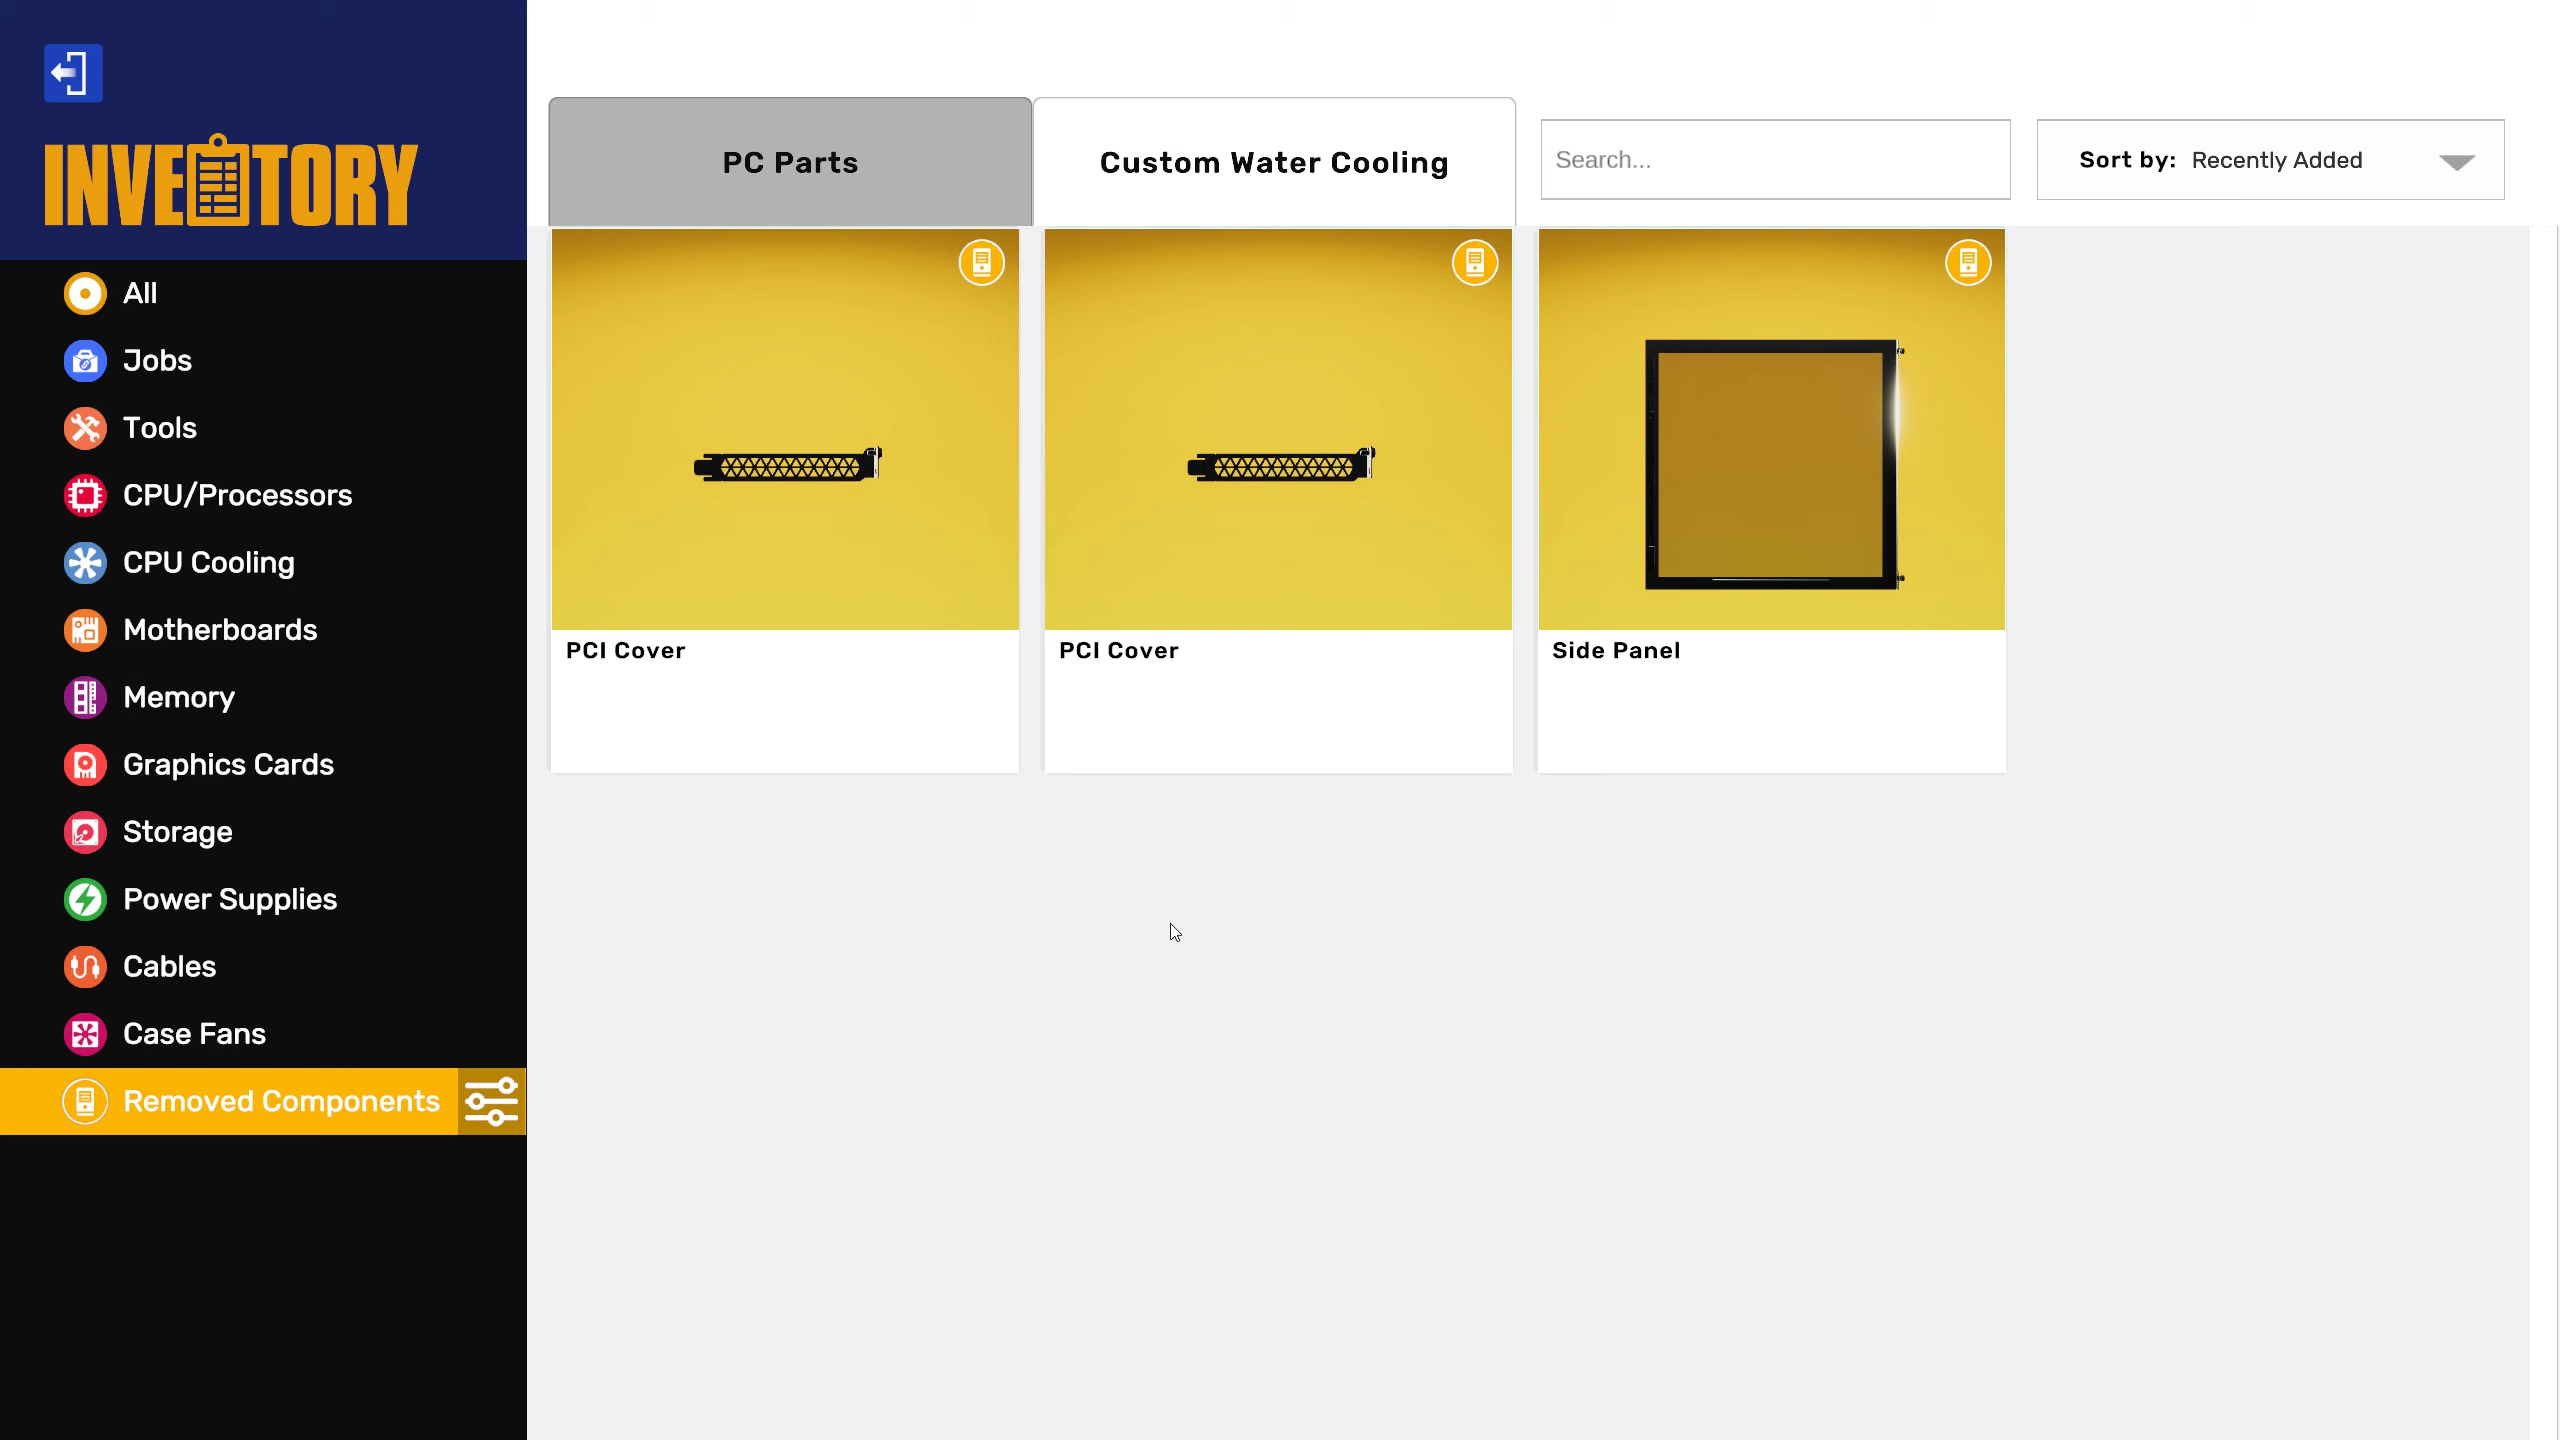 INVENTORY
All
Jobs
Tools
CPU/Processors
CPU Cooling
Motherboards
Memory
Graphics Cards
Storage
Power Supplies
Cables
Case Fans
Removed Components
PC Parts
Custom Water Cooling
Search...
Sort by: Recently Added
PCI Cover
PCI Cover
Side Panel